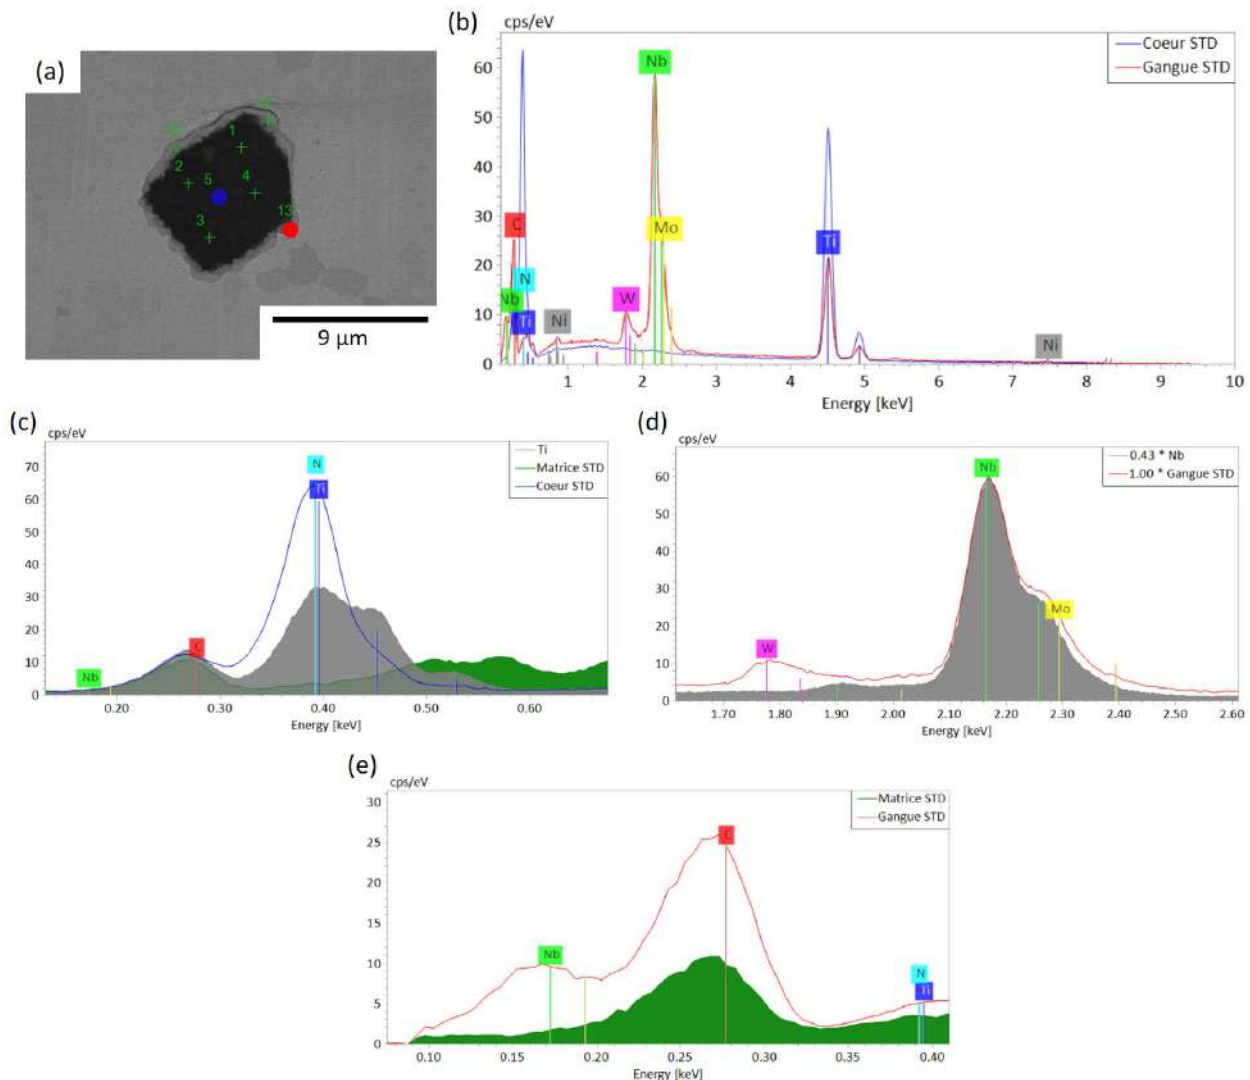 (a)
1
2
5
4
3
13
9 µm
(b)
cps/eV
Coeur STD
Gangue STD
60
50
40
30
20
10
0
Nb
Mo
C
N
Nb
Ti
Ni
W
Ti
Ni
1 2 3 4 5 6 7 8 9 10
Energy [keV]
(c)
cps/eV
Ti
Matrice STD
Coeur STD
70
60
50
40
30
20
10
0
N
Ti
C
Nb
0.20 0.30 0.40 0.50 0.60
Energy [keV]
(d)
cps/eV
0.43 * Nb
1.00 * Gangue STD
60
50
40
30
20
10
0
Nb
Mo
W
1.70 1.80 1.90 2.00 2.10 2.20 2.30 2.40 2.50 2.60
Energy [keV]
(e)
cps/eV
Matrice STD
Gangue STD
30
25
20
15
10
5
0
C
Nb
N
Ti
0.10 0.15 0.20 0.25 0.30 0.35 0.40
Energy [keV]